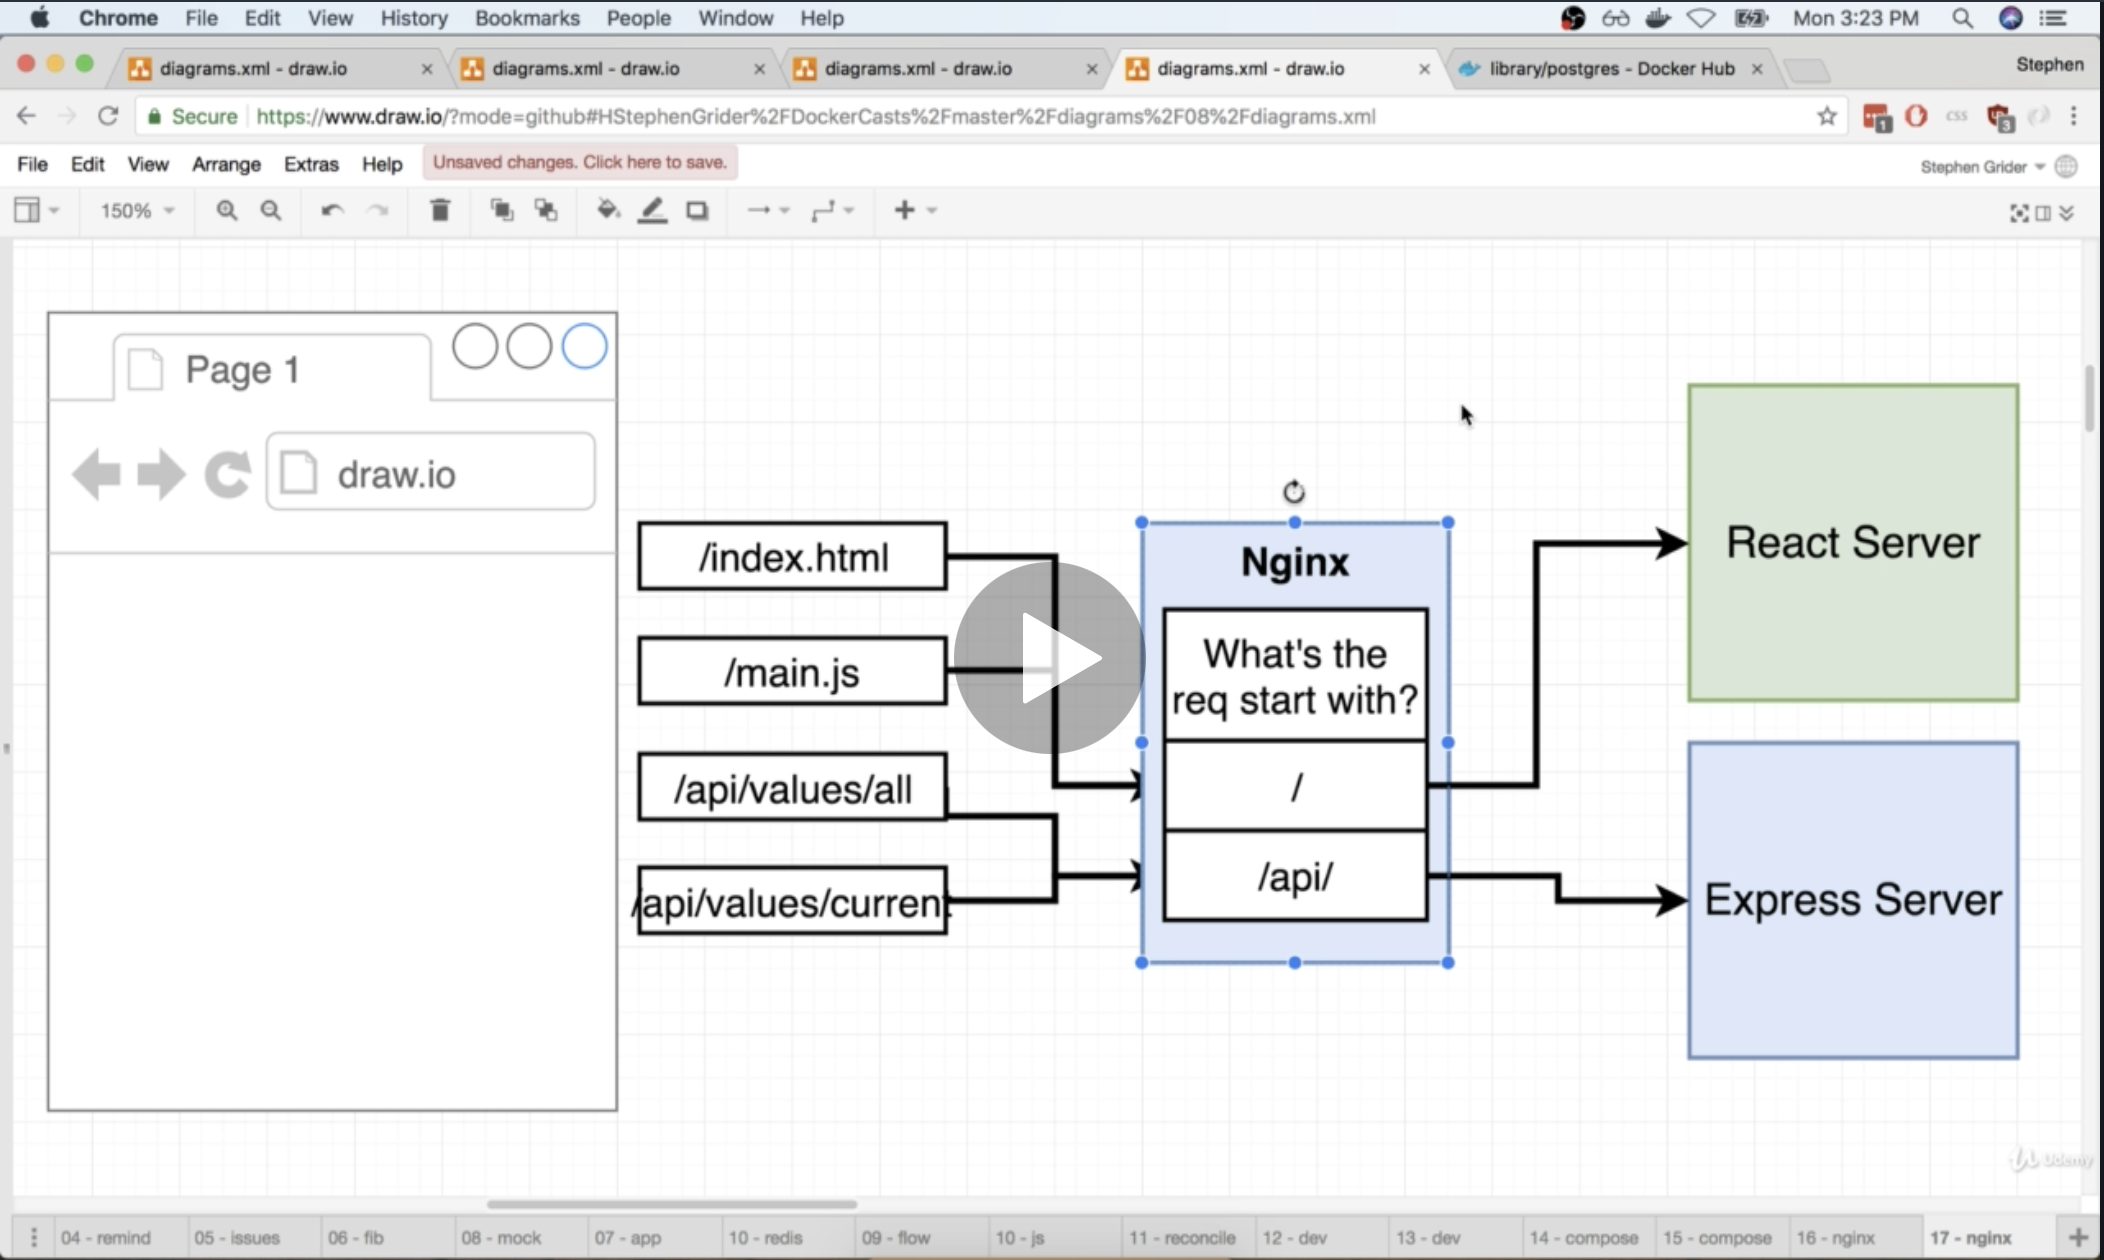 Chrome File Edit View History Bookmarks People Window Help Mon 3:23 PM
diagrams.xml - draw.io diagrams.xml - draw.io diagrams.xml - draw.io diagrams.xml - draw.io library/postgres - Docker Hub Stephen
Secure https://www.draw.io/?mode=github#HStephenGrider%2FDockerCasts%2Fmaster%2Fdiagrams%2F08%2Fdiagrams.xml css 1 3
File Edit View Arrange Extras Help Unsaved changes. Click here to save. Stephen Grider
150%
Page 1
draw.io
/index.html
/main.js
/api/values/all
/api/values/current
Nginx
What's the
req start with?
/
/api/
React Server
Express Server
Udemy
04 - remind 05 - issues 06 - fib 08 - mock 07 - app 10 - redis 09 - flow 10 - js 11 - reconcile 12 - dev 13 - dev 14 - compose 15 - compose 16 - nginx 17 - nginx